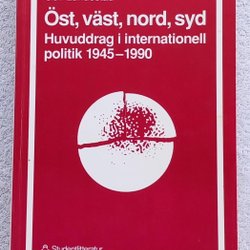 Öst, väst, nord, syd
Huvuddrag i internationell
politik 1945–1990
Studentlitteratur